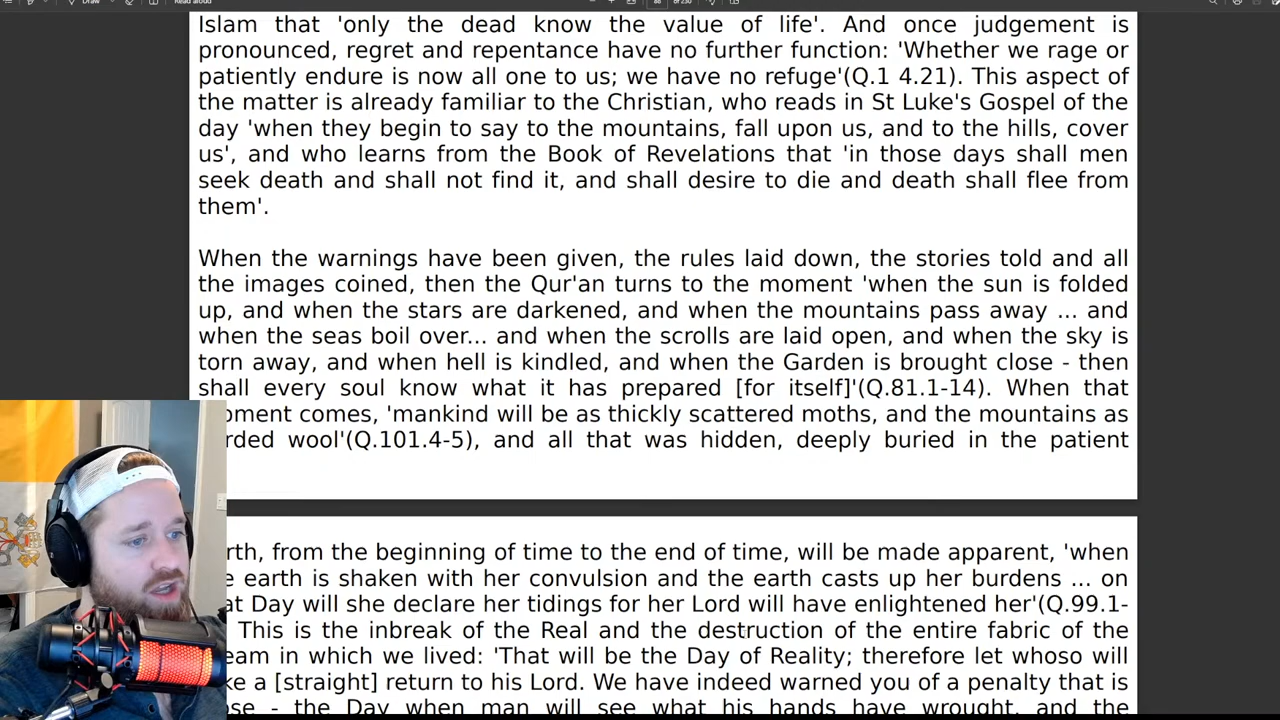 Draw
Read aloud
of 230
Islam that 'only the dead know the value of life'. And once judgement is
pronounced, regret and repentance have no further function: 'Whether we rage or
patiently endure is now all one to us; we have no refuge'(Q.1 4.21). This aspect of
the matter is already familiar to the Christian, who reads in St Luke's Gospel of the
day 'when they begin to say to the mountains, fall upon us, and to the hills, cover
us', and who learns from the Book of Revelations that 'in those days shall men
seek death and shall not find it, and shall desire to die and death shall flee from
them'.
When the warnings have been given, the rules laid down, the stories told and all
the images coined, then the Qur'an turns to the moment 'when the sun is folded
up, and when the stars are darkened, and when the mountains pass away ... and
when the seas boil over... and when the scrolls are laid open, and when the sky is
torn away, and when hell is kindled, and when the Garden is brought close - then
shall every soul know what it has prepared [for itself]'(Q.81.1-14). When that
moment comes, 'mankind will be as thickly scattered moths, and the mountains as
rded wool'(Q.101.4-5), and all that was hidden, deeply buried in the patient
rth, from the beginning of time to the end of time, will be made apparent, 'when
e earth is shaken with her convulsion and the earth casts up her burdens ... on
at Day will she declare her tidings for her Lord will have enlightened her'(Q.99.1-
This is the inbreak of the Real and the destruction of the entire fabric of the
eam in which we lived: 'That will be the Day of Reality; therefore let whoso will
ke a [straight] return to his Lord. We have indeed warned you of a penalty that is
ose - the Day when man will see what his hands have wrought, and the